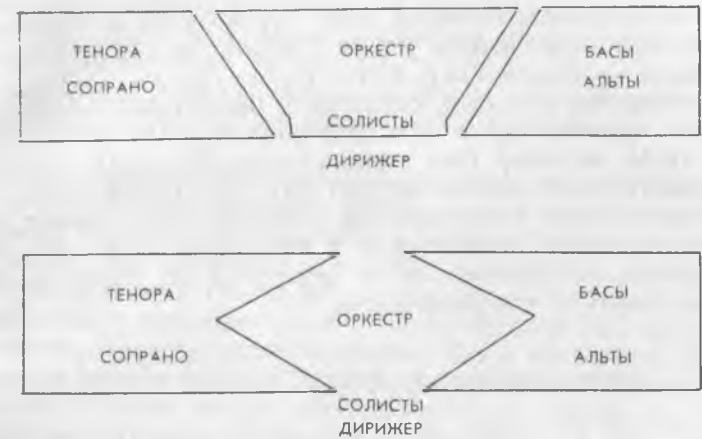 ТЕНОРА ОРКЕСТР БАСЫ
СОПРАНО АЛЬТЫ
СОЛИСТЫ
ДИРИЖЕР
ТЕНОРА БАСЫ
ОРКЕСТР
СОПРАНО АЛЬТЫ
СОЛИСТЫ
ДИРИЖЕР